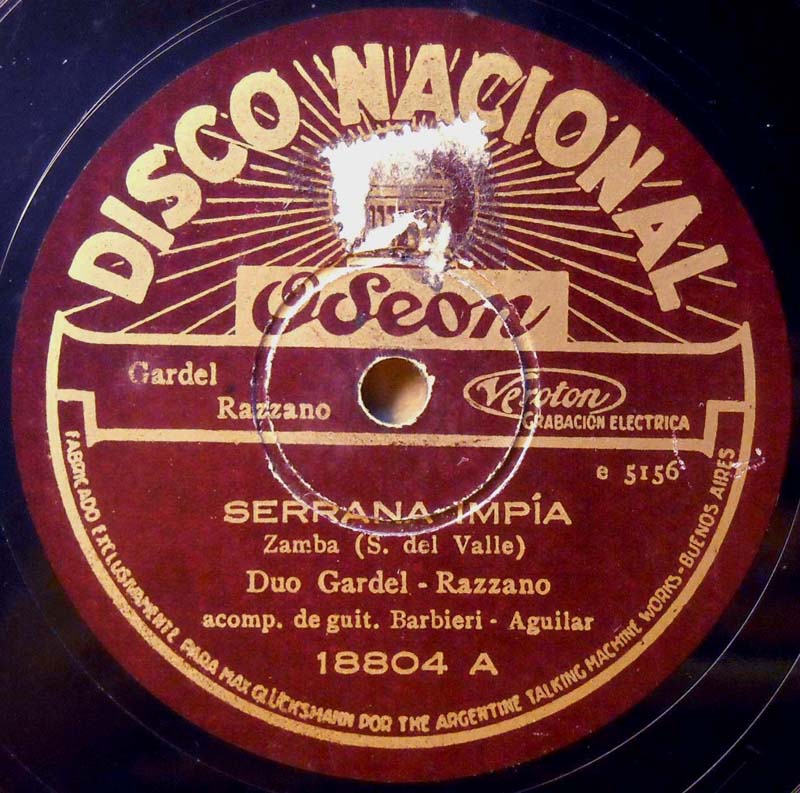 DISCO NACIONAL
Odeon
Gardel
Razzano
Veroton
GRABACIÓN ELECTRICA
e 5156
SERRANA IMPÍA
Zamba (S. del Valle)
Duo Gardel - Razzano
acomp. de guit. Barbieri - Aguilar
18804 A
FABRICADO EXCLUSIVAMENTE PARA MAX GLÜCKSMANN POR THE ARGENTINE TALKING MACHINE WORKS - BUENOS AIRES